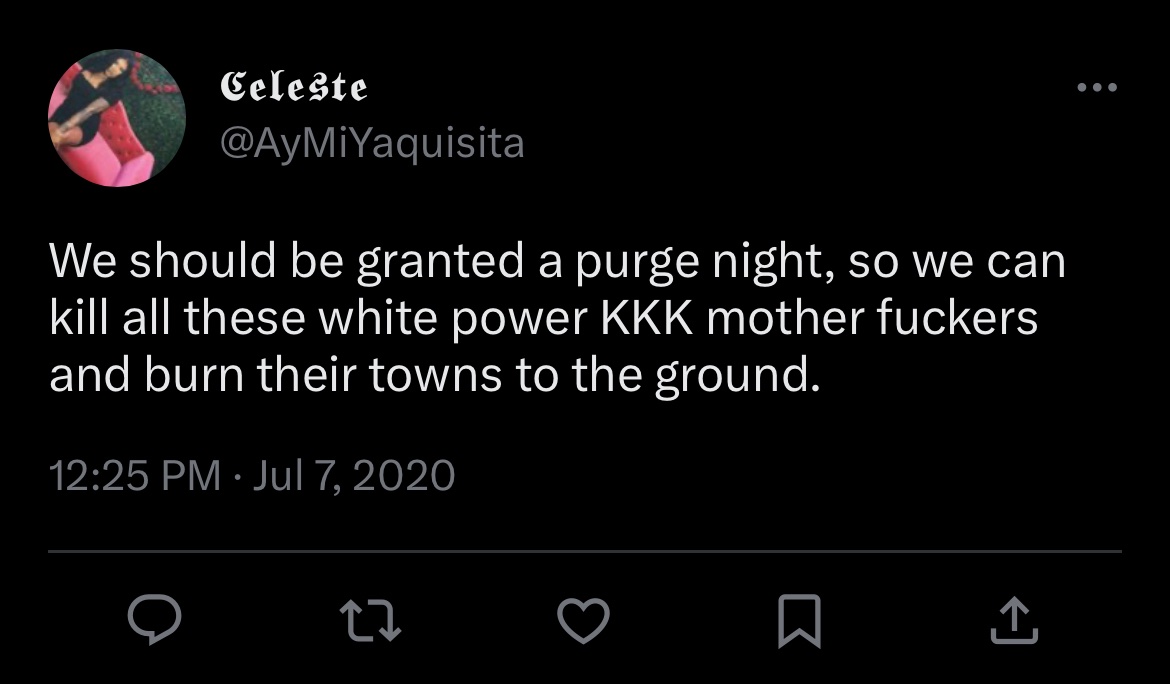 Celeste
@AyMiYaquisita
We should be granted a purge night, so we can
kill all these white power KKK mother fuckers
and burn their towns to the ground.
12:25 PM · Jul 7, 2020